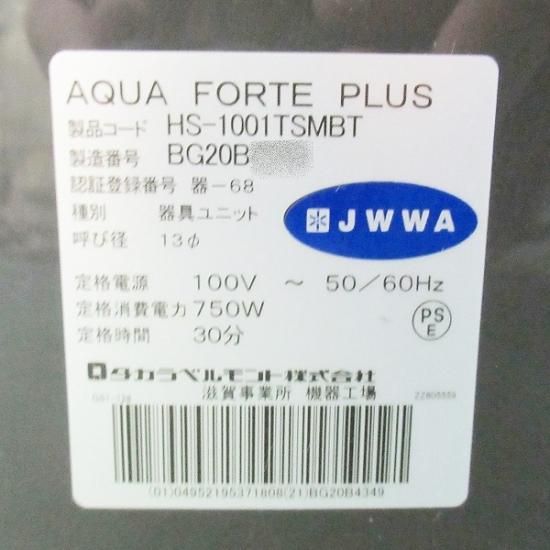 AQUA FORTE PLUS
製品コード HS-1001TSMBT
製造番号 BG20B
認証登録番号 器-68
種別 器具ユニット
呼び径 13φ
JWWA
定格電源 100V ～ 50/60Hz
定格消費電力 750W
定格時間 30分
PS
E
タカラベルモント株式会社
滋賀事業所 機器工場
(01)04952195371808(21)BG20B4349